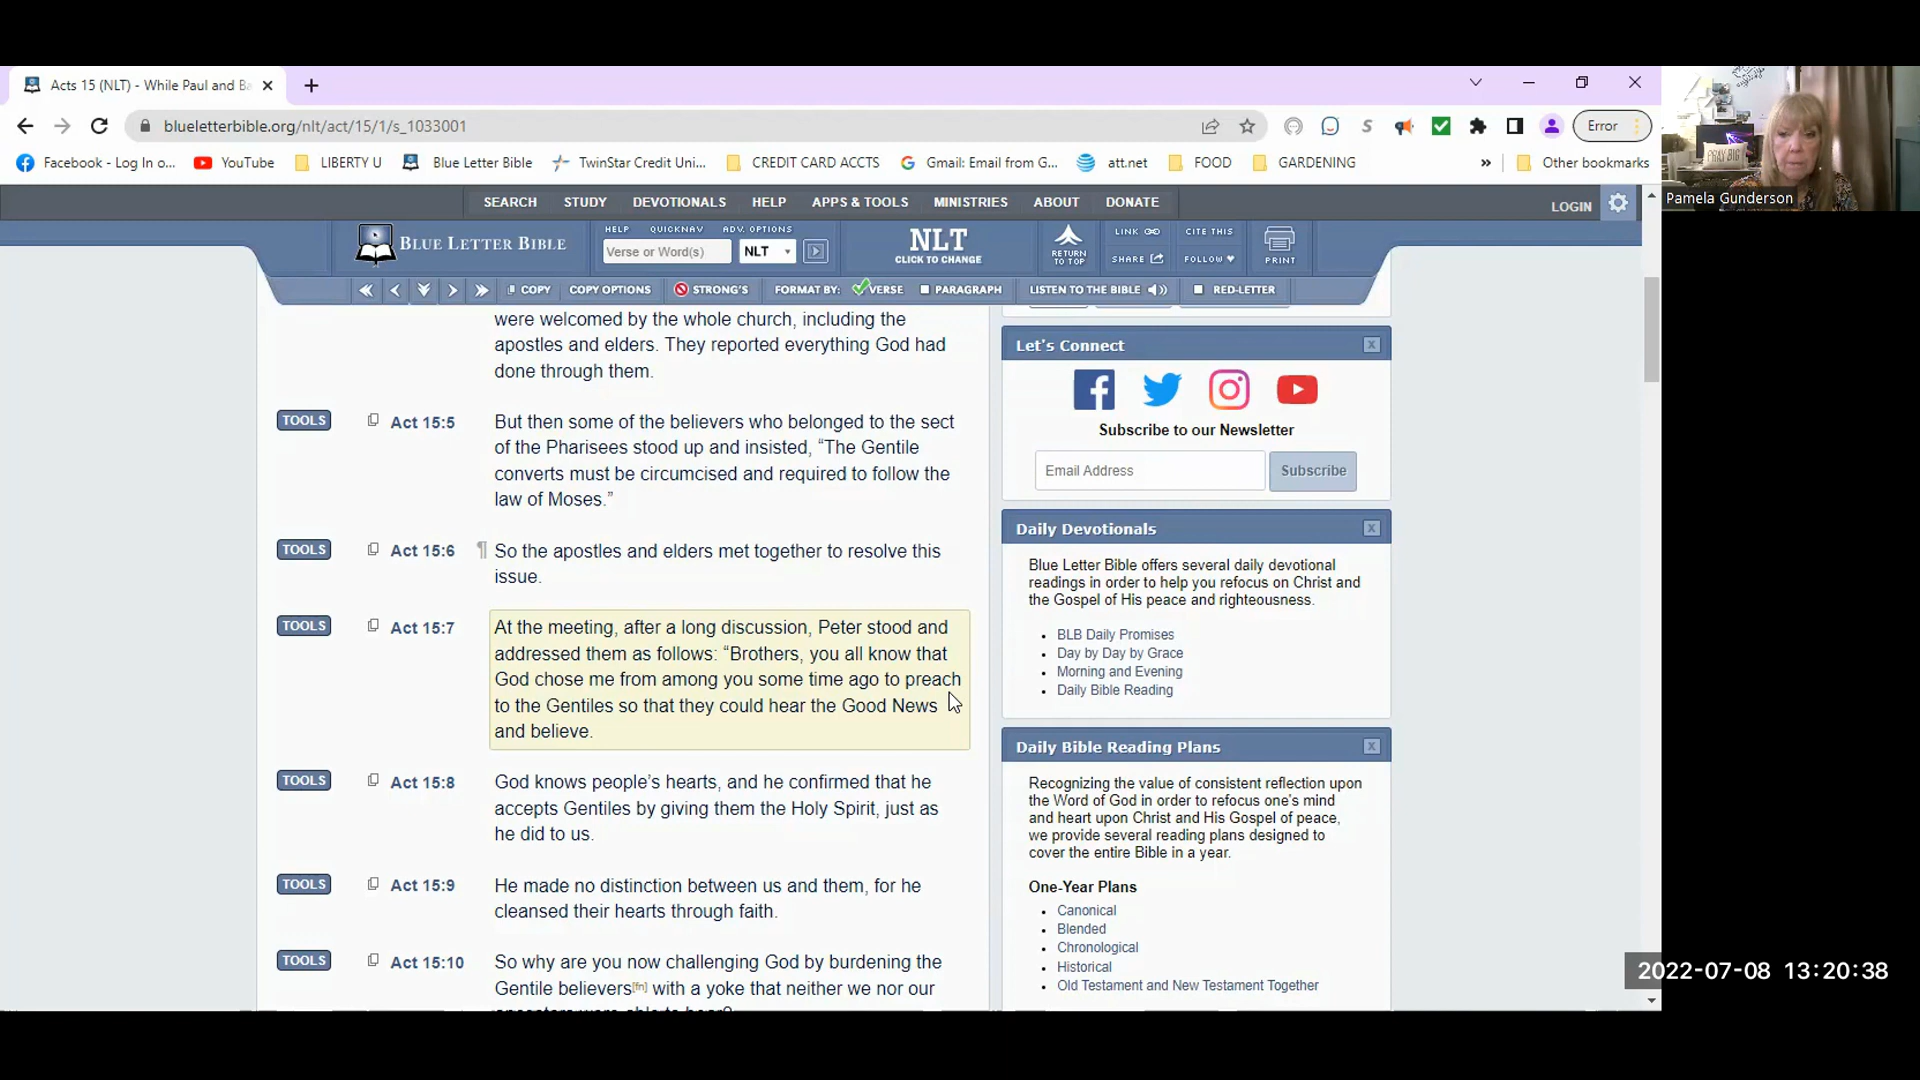 Acts 15 (NLT) - While Paul and Ba
blueletterbible.org/nlt/act/15/1/s_1033001
Error
Facebook - Log In o...
YouTube
LIBERTY U
Blue Letter Bible
TwinStar Credit Uni...
CREDIT CARD ACCTS
Gmail: Email from G...
att.net
FOOD
GARDENING
»
Other bookmarks
PRAY BIG
Pamela Gunderson
SEARCH STUDY DEVOTIONALS HELP APPS & TOOLS MINISTRIES ABOUT DONATE
LOGIN
BLUE LETTER BIBLE
HELP QUICKNAV ADV. OPTIONS
Verse or Word(s)
NLT
NLT
CLICK TO CHANGE
RETURN
TO TOP
LINK
CITE THIS
SHARE
FOLLOW
PRINT
COPY COPY OPTIONS STRONG'S FORMAT BY: VERSE PARAGRAPH LISTEN TO THE BIBLE RED-LETTER
were welcomed by the whole church, including the
apostles and elders. They reported everything God had
done through them.
TOOLS Act 15:5 But then some of the believers who belonged to the sect
of the Pharisees stood up and insisted, “The Gentile
converts must be circumcised and required to follow the
law of Moses.”
TOOLS Act 15:6 ¶ So the apostles and elders met together to resolve this
issue.
TOOLS Act 15:7 At the meeting, after a long discussion, Peter stood and
addressed them as follows: “Brothers, you all know that
God chose me from among you some time ago to preach
to the Gentiles so that they could hear the Good News
and believe.
TOOLS Act 15:8 God knows people’s hearts, and he confirmed that he
accepts Gentiles by giving them the Holy Spirit, just as
he did to us.
TOOLS Act 15:9 He made no distinction between us and them, for he
cleansed their hearts through faith.
TOOLS Act 15:10 So why are you now challenging God by burdening the
Gentile believers[fn] with a yoke that neither we nor our
ancestors were able to bear?
Let's Connect
Subscribe to our Newsletter
Email Address
Subscribe
Daily Devotionals
Blue Letter Bible offers several daily devotional
readings in order to help you refocus on Christ and
the Gospel of His peace and righteousness.
BLB Daily Promises
Day by Day by Grace
Morning and Evening
Daily Bible Reading
Daily Bible Reading Plans
Recognizing the value of consistent reflection upon
the Word of God in order to refocus one's mind
and heart upon Christ and His Gospel of peace,
we provide several reading plans designed to
cover the entire Bible in a year.
One-Year Plans
Canonical
Blended
Chronological
Historical
Old Testament and New Testament Together
2022-07-08 13:20:38